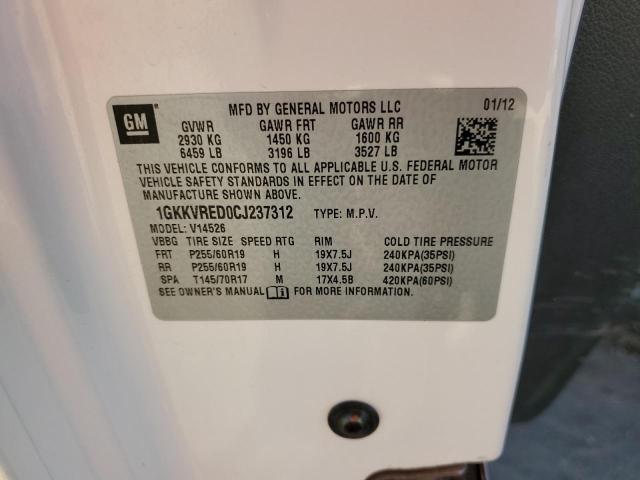 GM
MFD BY GENERAL MOTORS LLC 01/12
GVWR GAWR FRT GAWR RR
2930 KG 1450 KG 1600 KG
6459 LB 3196 LB 3527 LB
THIS VEHICLE CONFORMS TO ALL APPLICABLE U.S. FEDERAL MOTOR
VEHICLE SAFETY STANDARDS IN EFFECT ON THE DATE OF
MANUFACTURE SHOWN ABOVE.
1GKKVRED0CJ237312 TYPE: M.P.V.
MODEL: V14526
VBBG TIRE SIZE SPEED RTG RIM COLD TIRE PRESSURE
FRT P255/60R19 H 19X7.5J 240KPA(35PSI)
RR P255/60R19 H 19X7.5J 240KPA(35PSI)
SPA T145/70R17 M 17X4.5B 420KPA(60PSI)
SEE OWNER'S MANUAL FOR MORE INFORMATION.